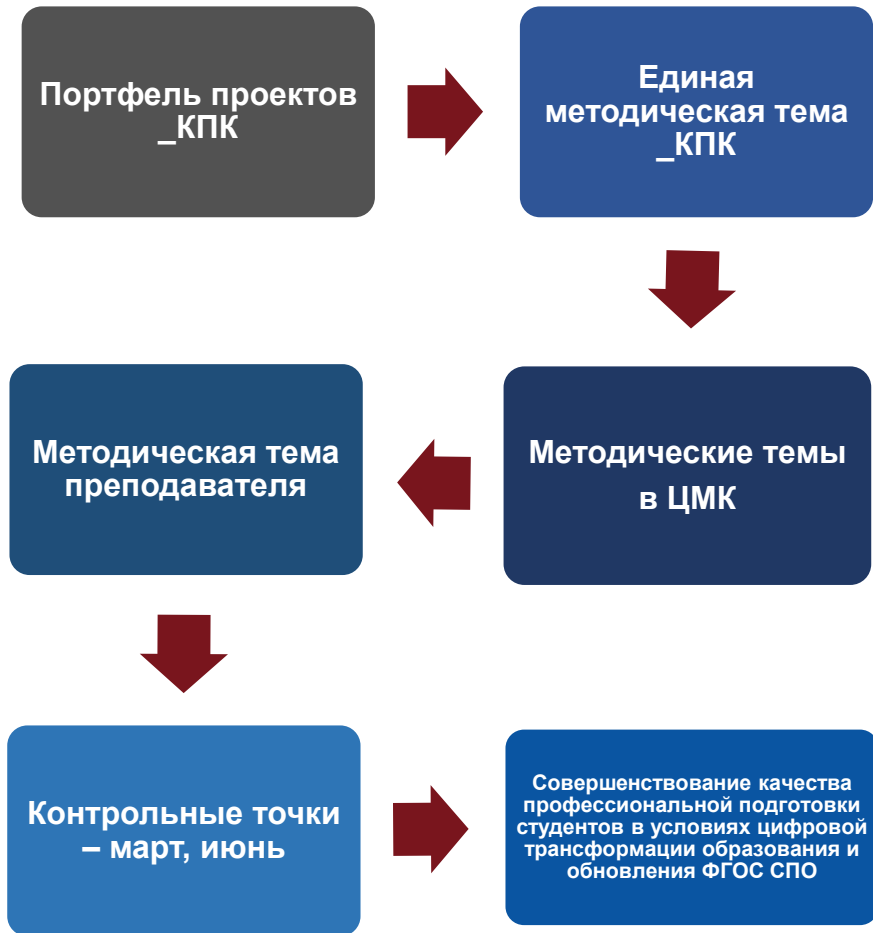 Портфель проектов
_КПК
Единая
методическая тема
_КПК
Методические темы
в ЦМК
Методическая тема
преподавателя
Контрольные точки
– март, июнь
Совершенствование качества
профессиональной подготовки
студентов в условиях цифровой
трансформации образования и
обновления ФГОС СПО